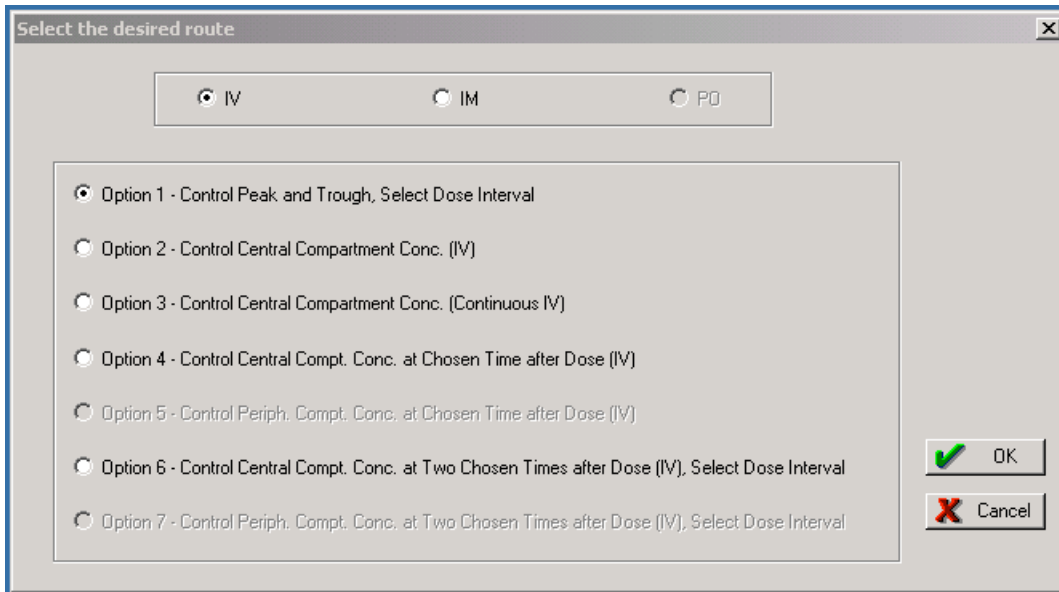 Select the desired route
IV IM PO
Option 1 - Control Peak and Trough, Select Dose Interval
Option 2 - Control Central Compartment Conc. (IV)
Option 3 - Control Central Compartment Conc. (Continuous IV)
Option 4 - Control Central Compt. Conc. at Chosen Time after Dose (IV)
Option 5 - Control Periph. Compt. Conc. at Chosen Time after Dose (IV)
Option 6 - Control Central Compt. Conc. at Two Chosen Times after Dose (IV), Select Dose Interval
OK
Option 7 - Control Periph. Compt. Conc. at Two Chosen Times after Dose (IV), Select Dose Interval
Cancel